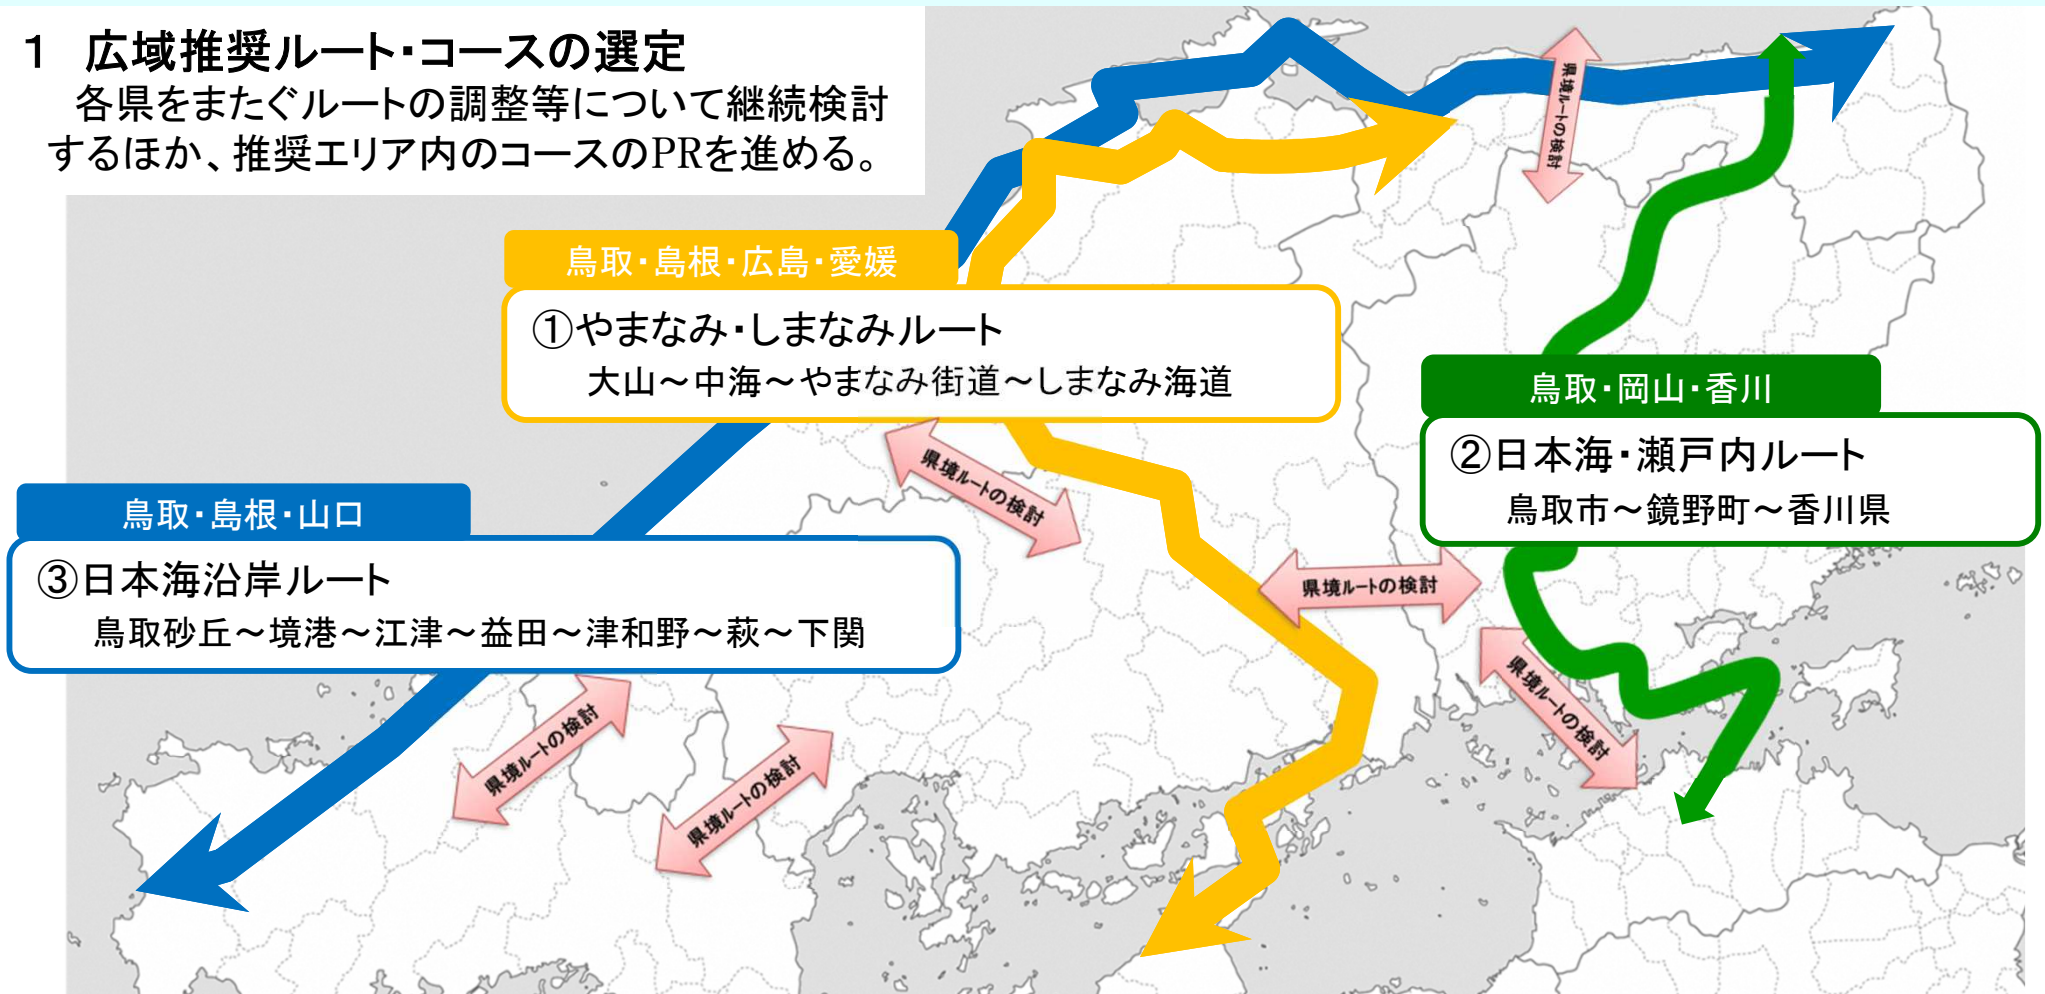 1 広域推奨ルート・コースの選定
各県をまたぐルートの調整等について継続検討
するほか、推奨エリア内のコースのPRを進める。
県境ルートの検討
鳥取・島根・広島・愛媛
①やまなみ・しまなみルート
大山～中海～やまなみ街道～しまなみ海道
鳥取・岡山・香川
②日本海・瀬戸内ルート
鳥取市～鏡野町～香川県
県境ルートの検討
鳥取・島根・山口
③日本海沿岸ルート
鳥取砂丘～境港～江津～益田～津和野～萩～下関
県境ルートの検討
県境ルートの検討
県境ルートの検討
県境ルートの検討